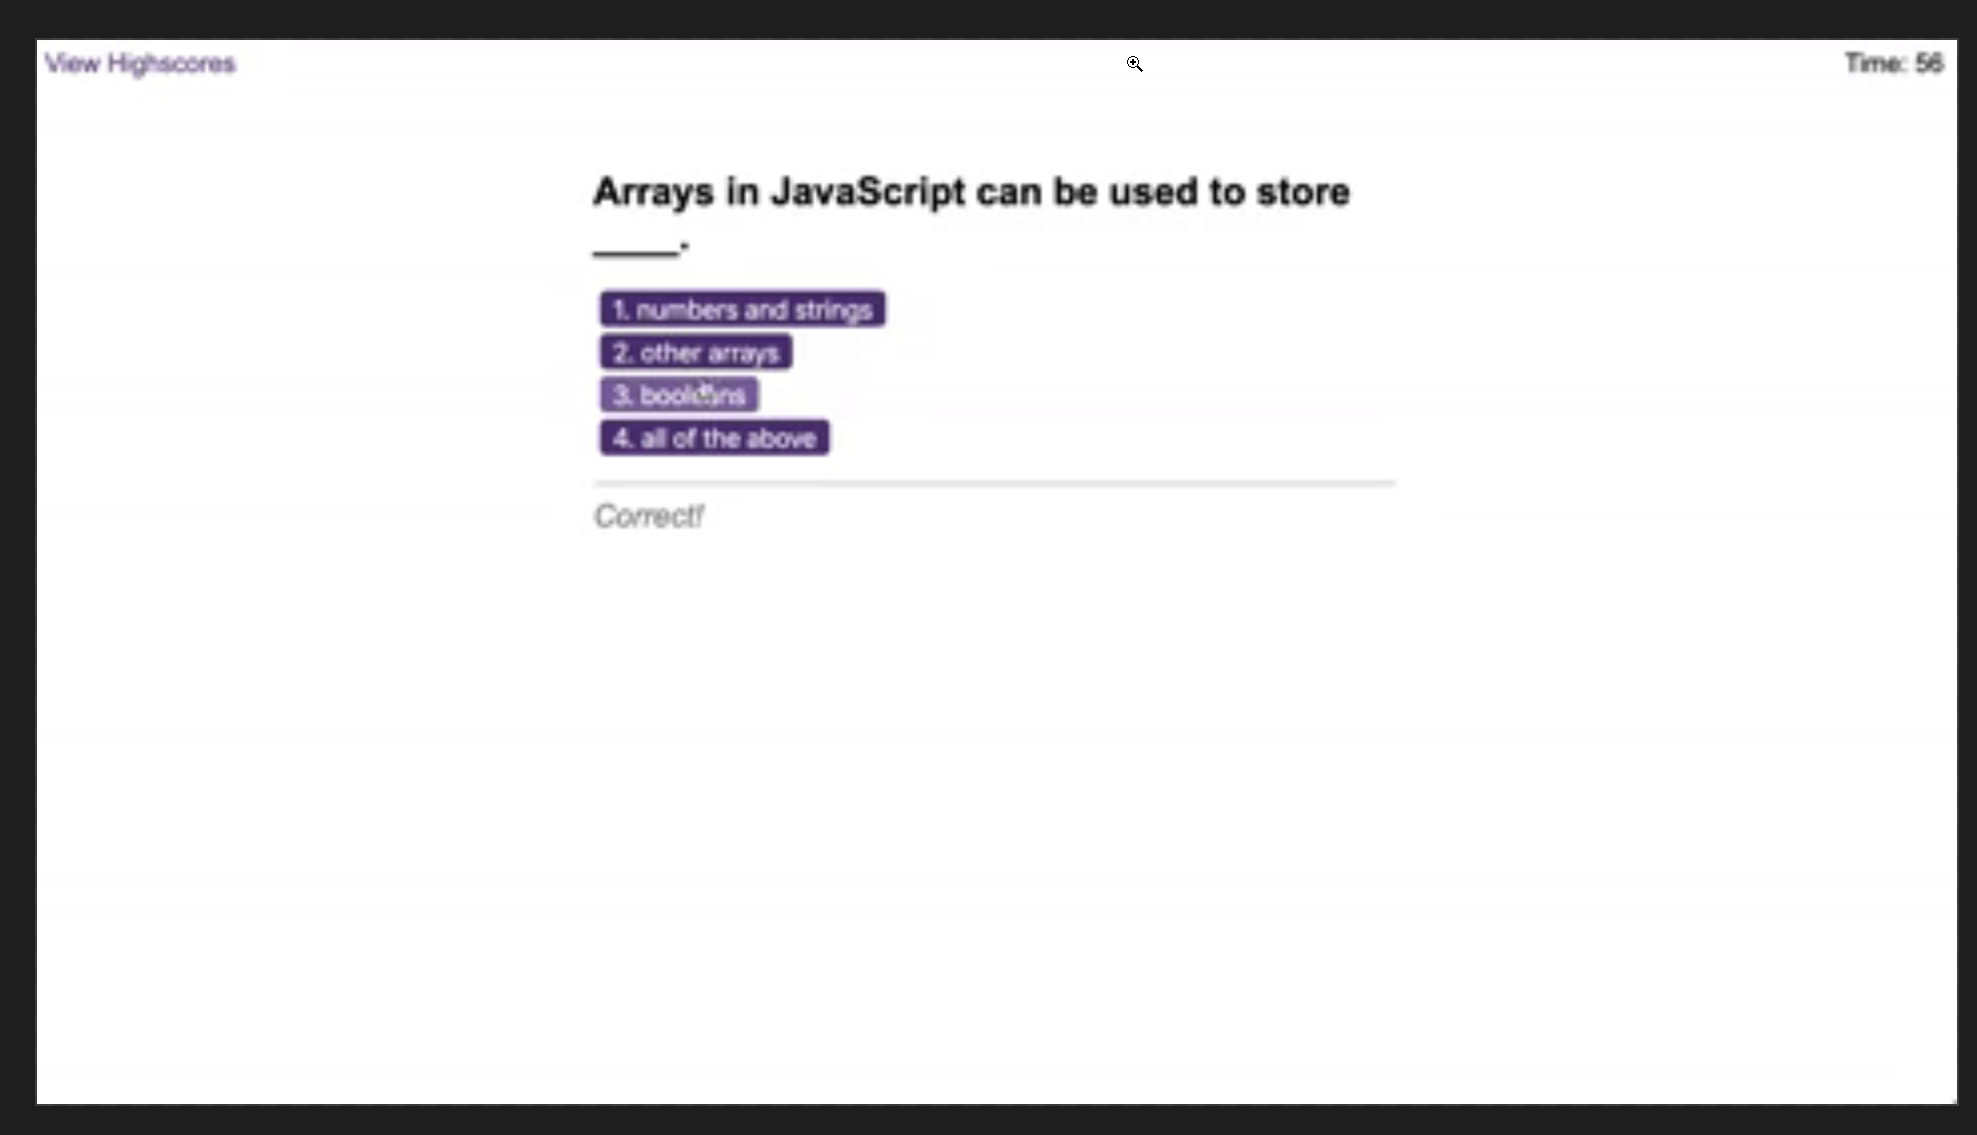 View Highscores
Time: 56
Arrays in JavaScript can be used to store
_____.
1. numbers and strings
2. other arrays
3. booleans
4. all of the above
Correct!